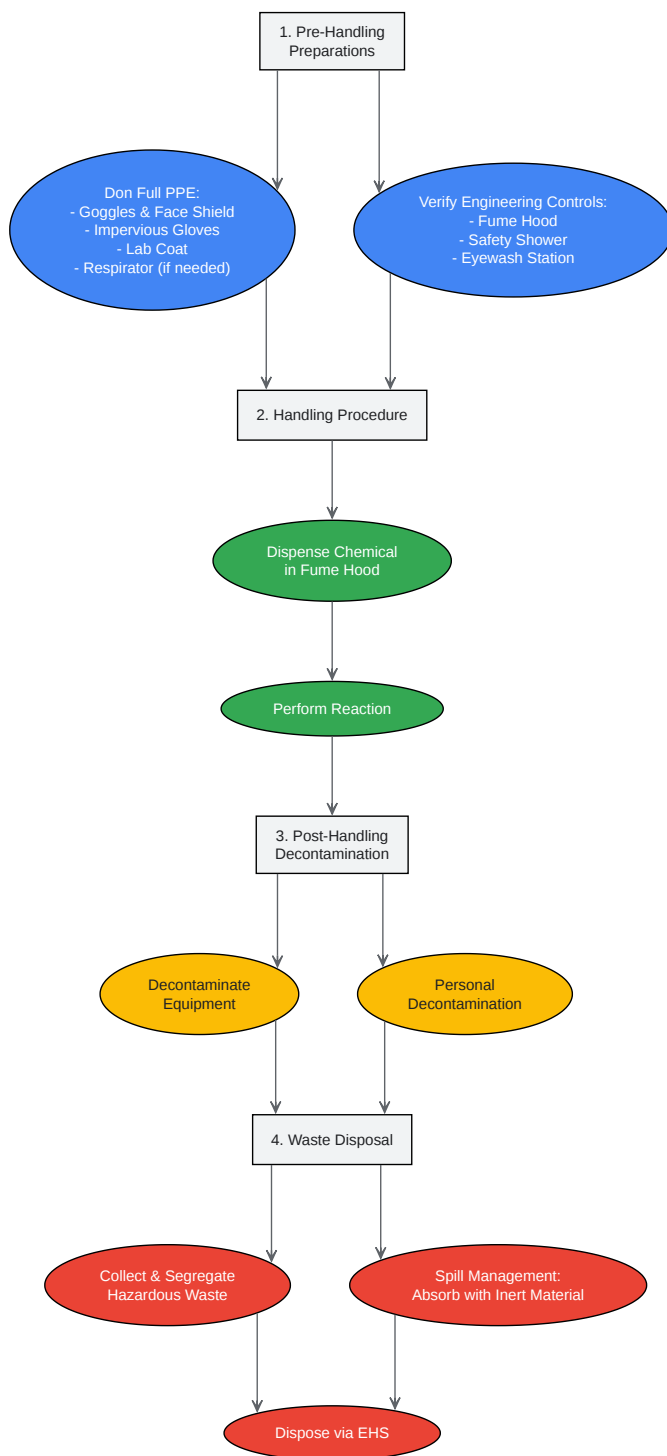 1. Pre-Handling
Preparations
Don Full PPE:
- Goggles & Face Shield
- Impervious Gloves
- Lab Coat
- Respirator (if needed)
Verify Engineering Controls:
- Fume Hood
- Safety Shower
- Eyewash Station
2. Handling Procedure
Dispense Chemical
in Fume Hood
Perform Reaction
3. Post-Handling
Decontamination
Decontaminate
Equipment
Personal
Decontamination
4. Waste Disposal
Collect & Segregate
Hazardous Waste
Spill Management:
Absorb with Inert Material
Dispose via EHS